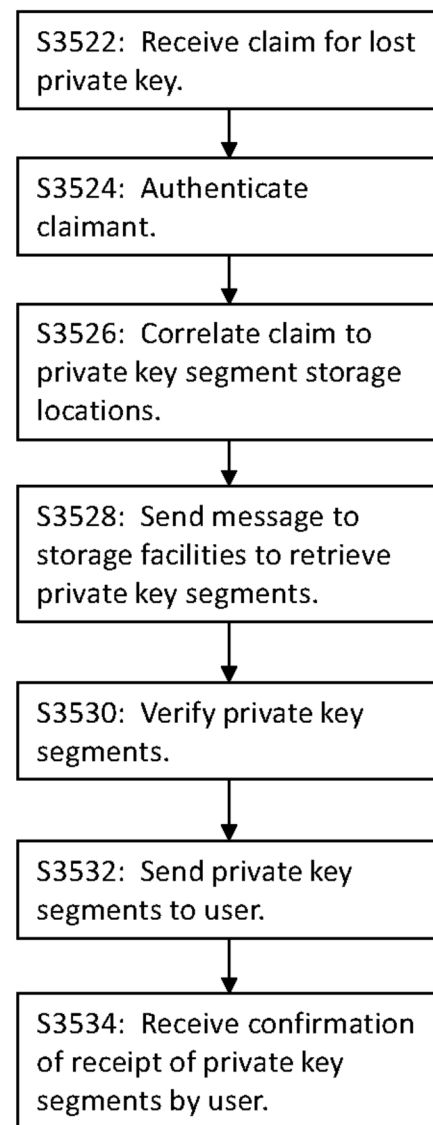 S3522:  Receive claim for lost
private key.
S3524:  Authenticate
claimant.
S3526:  Correlate claim to
private key segment storage
locations.
S3528:  Send message to
storage facilities to retrieve
private key segments.
S3530:  Verify private key
segments.
S3532:  Send private key
segments to user.
S3534:  Receive confirmation
of receipt of private key
segments by user.